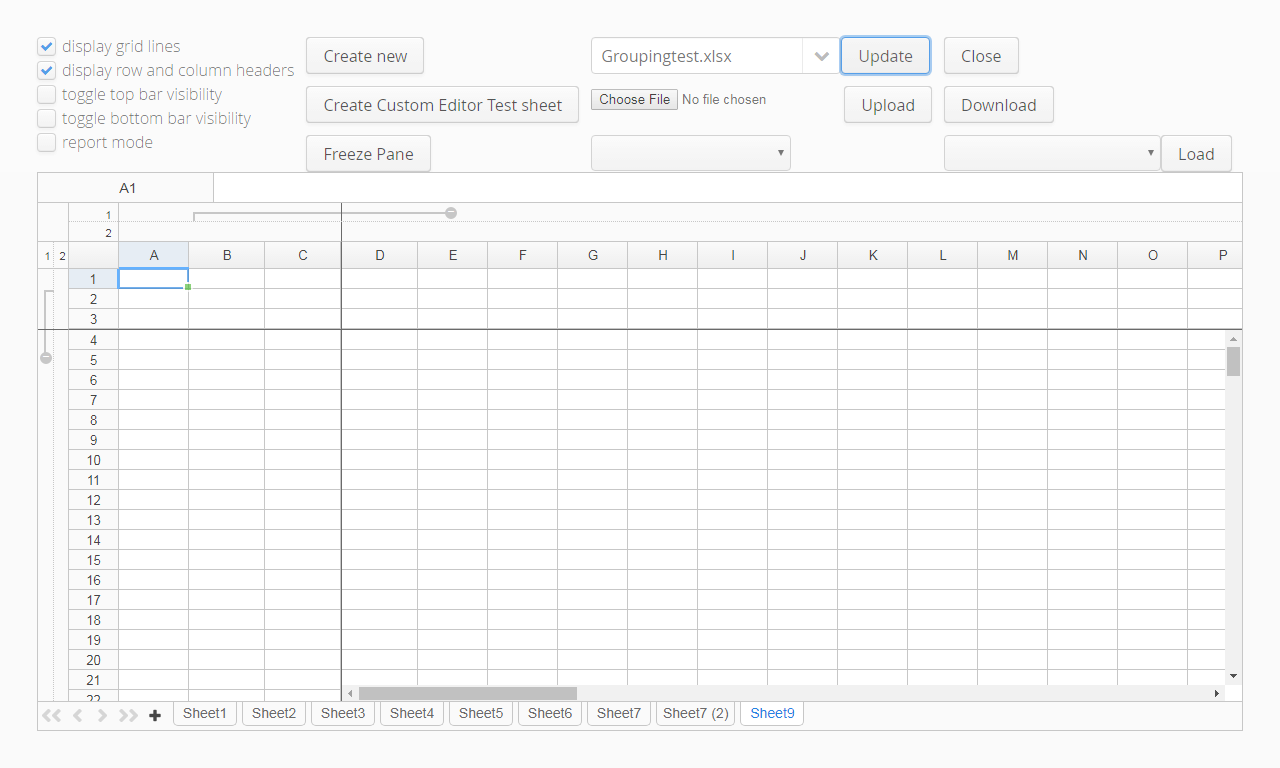 display grid lines
display row and column headers
toggle top bar visibility
toggle bottom bar visibility
report mode
Create new
Groupingtest.xlsx
Update
Close
Create Custom Editor Test sheet
Choose File No file chosen
Upload
Download
Freeze Pane
Load
A1
1
2
1 2
A B C D E F G H I J K L M N O P
1
2
3
4
5
6
7
8
9
10
11
12
13
14
15
16
17
18
19
20
21
22
Sheet1 Sheet2 Sheet3 Sheet4 Sheet5 Sheet6 Sheet7 Sheet7 (2) Sheet9